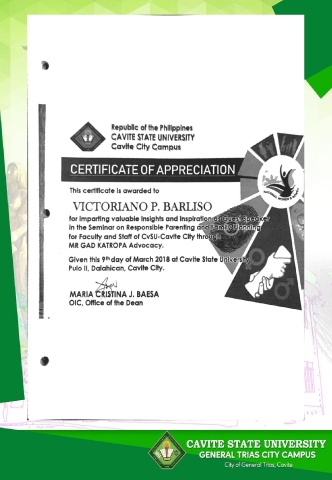 Republic of the Philippines
CAVITE STATE UNIVERSITY
Cavite City Campus
CERTIFICATE OF APPRECIATION
This certificate is awarded to
VICTORIANO P. BARLISO
for imparting valuable insights and inspiration as Guest Speaker
in the Seminar on Responsible Parenting and Family Planning
for Faculty and Staff of CvSU-Cavite City through
MR GAD KATROPA Advocacy.
Given this 9th day of March 2018 at Cavite State University
Pulo II, Dalahican, Cavite City.
MARIA CRISTINA J. BAESA
OIC, Office of the Dean
CAVITE STATE UNIVERSITY
GENERAL TRIAS CITY CAMPUS
City of General Trias, Cavite